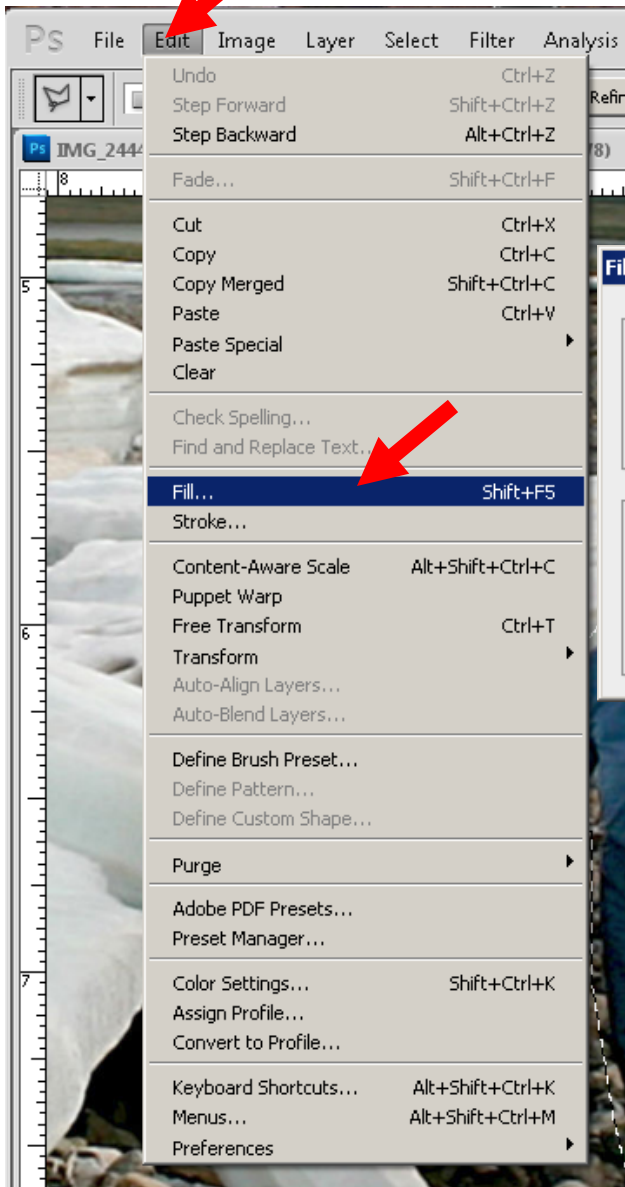 Ps File Edit Image Layer Select Filter Analysis
Undo Ctrl+Z
Step Forward Shift+Ctrl+Z
Step Backward Alt+Ctrl+Z
Fade... Shift+Ctrl+F
Cut Ctrl+X
Copy Ctrl+C
Copy Merged Shift+Ctrl+C
Paste Ctrl+V
Paste Special
Clear
Check Spelling...
Find and Replace Text..
Fill... Shift+F5
Stroke...
Content-Aware Scale Alt+Shift+Ctrl+C
Puppet Warp
Free Transform Ctrl+T
Transform
Auto-Align Layers...
Auto-Blend Layers...
Define Brush Preset...
Define Pattern...
Define Custom Shape...
Purge
Adobe PDF Presets...
Preset Manager...
Color Settings... Shift+Ctrl+K
Assign Profile...
Convert to Profile...
Keyboard Shortcuts... Alt+Shift+Ctrl+K
Menus... Alt+Shift+Ctrl+M
Preferences
Ps IMG_2444
8
5
6
7